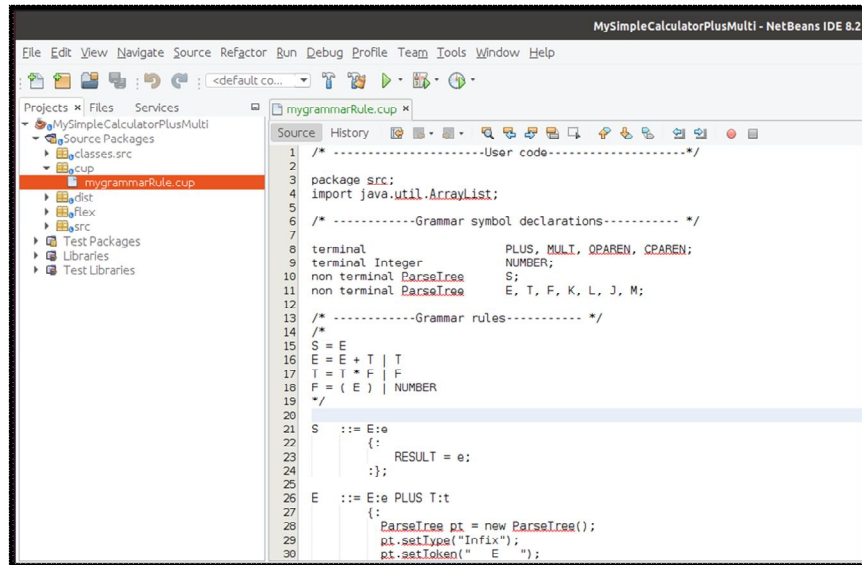 MySimpleCalculatorPlusMulti - NetBeans IDE 8.2
File Edit View Navigate Source Refactor Run Debug Profile Team Tools Window Help
<default co...
Projects × Files Services
mygrammarRule.cup ×
MySimpleCalculatorPlusMulti
Source Packages
classes.src
cup
mygrammarRule.cup
dist
flex
src
Test Packages
Libraries
Test Libraries
Source History
1 /* ----------------------User code--------------------*/
2
3 package src;
4 import java.util.ArrayList;
5
6 /* ------------Grammar symbol declarations----------- */
7
8 terminal PLUS, MULT, OPAREN, CPAREN;
9 terminal Integer NUMBER;
10 non terminal ParseTree S;
11 non terminal ParseTree E, T, F, K, L, J, M;
12
13 /* ------------Grammar rules----------- */
14 /*
15 S = E
16 E = E + T | T
17 T = T * F | F
18 F = ( E ) | NUMBER
19 */
20
21 S ::= E:e
22 {:
23 RESULT = e;
24 :};
25
26 E ::= E:e PLUS T:t
27 {:
28 ParseTree pt = new ParseTree();
29 pt.setType("Infix");
30 pt.setToken(" E ");